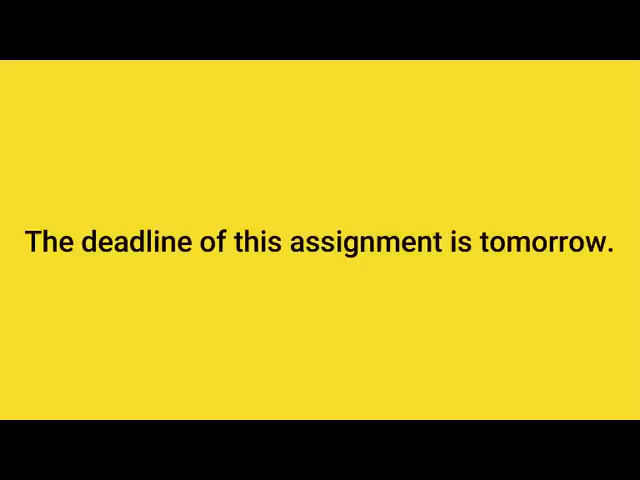 The deadline of this assignment is tomorrow.